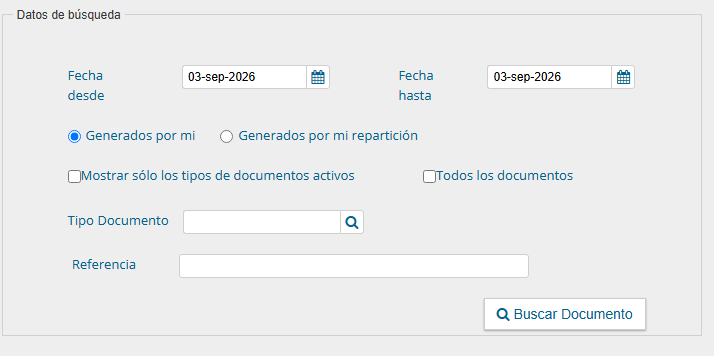 Datos de búsqueda
Fecha desde
03-sep-2026
Fecha hasta
03-sep-2026
Generados por mi
Generados por mi repartición
Mostrar sólo los tipos de documentos activos
Todos los documentos
Tipo Documento
Referencia
Buscar Documento